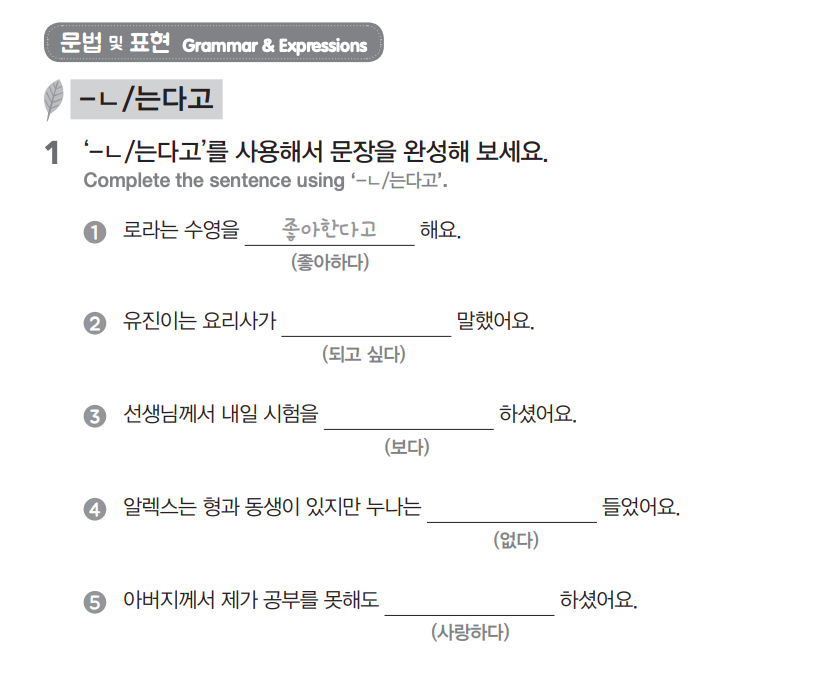 문법 및 표현 Grammar & Expressions
-ㄴ/는다고
1 ‘-ㄴ/는다고’를 사용해서 문장을 완성해 보세요.
Complete the sentence using ‘-ㄴ/는다고’.
1 로라는 수영을 좋아한다고 해요.
(좋아하다)
2 유진이는 요리사가 ____________ 말했어요.
(되고 싶다)
3 선생님께서 내일 시험을 ____________ 하셨어요.
(보다)
4 알렉스는 형과 동생이 있지만 누나는 ____________ 들었어요.
(없다)
5 아버지께서 제가 공부를 못해도 ____________ 하셨어요.
(사랑하다)